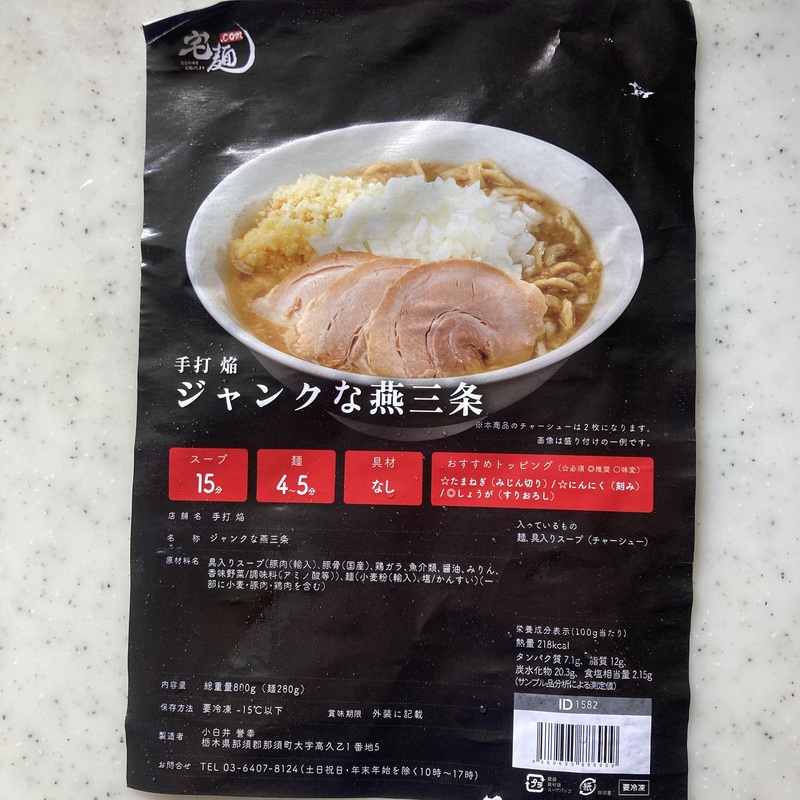 宅麺.com
手打 焔
ジャンクな燕三条
※本商品のチャーシューは2枚になります。
画像は盛り付けの一例です。
スープ
15分
麺
4~5分
具材
なし
おすすめトッピング(☆必須 ◎推奨 〇味変)
☆たまねぎ(みじん切り)/☆にんにく(刻み)
/◎しょうが(すりおろし)
店舗名 手打 焔
名 称 ジャンクな燕三条
原材料名 具入りスープ(豚肉(輸入)、豚骨(国産)、鶏ガラ、魚介類、醤油、みりん、
香味野菜/調味料(アミノ酸等))、麺(小麦粉(輸入)、塩/かんすい)(一
部に小麦・豚肉・鶏肉を含む)
入っているもの
麺、具入りスープ(チャーシュー)
栄養成分表示(100g当たり)
熱量 218kcal
タンパク質 7.1g、脂質 12g、
炭水化物 20.3g、食塩相当量 2.15g
(サンプル品分析による測定値)
内容量 総重量800g(麺280g)
保存方法 要冷凍 -15℃以下 賞味期限 外装に記載
製造者 小白井 誉幸
栃木県那須郡那須町大字高久乙1番地5
お問合せ TEL 03-6407-8124(土日祝日・年末年始を除く10時~17時)
ID 1582
プラ
紙
要冷凍